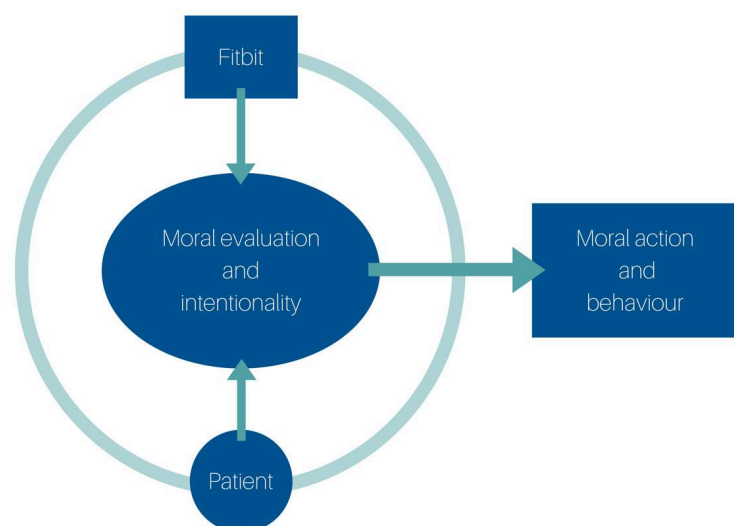 Fitbit
Moral evaluation
and
intentionality
Moral action
and
behaviour
Patient